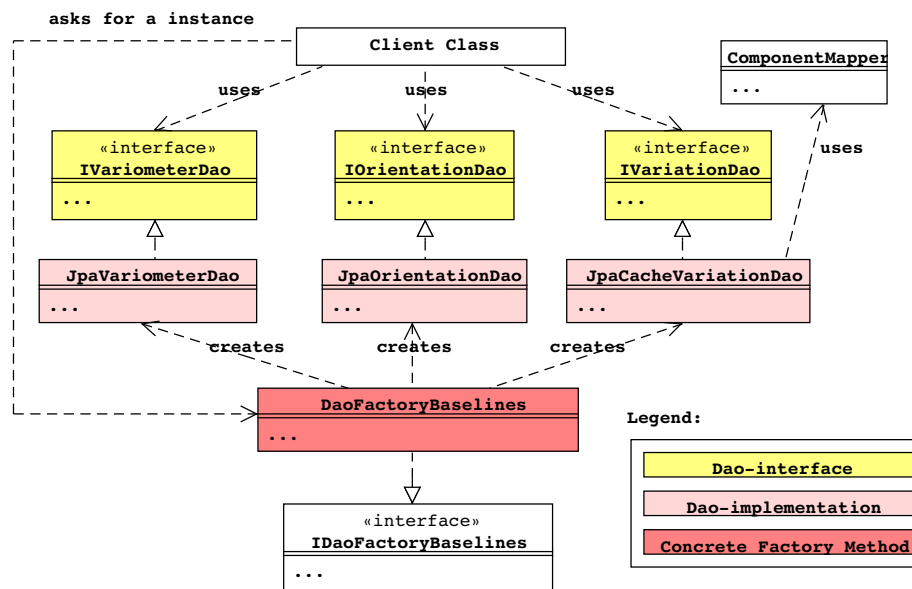 asks for a instance
Client Class
ComponentMapper
...
uses
uses
uses
uses
«interface»
IVariometerDao
...
«interface»
IOrientationDao
...
«interface»
IVariationDao
...
JpaVariometerDao
...
JpaOrientationDao
...
JpaCacheVariationDao
...
creates
creates
creates
DaoFactoryBaselines
...
Legend:
Dao-interface
Dao-implementation
Concrete Factory Method
«interface»
IDaoFactoryBaselines
...